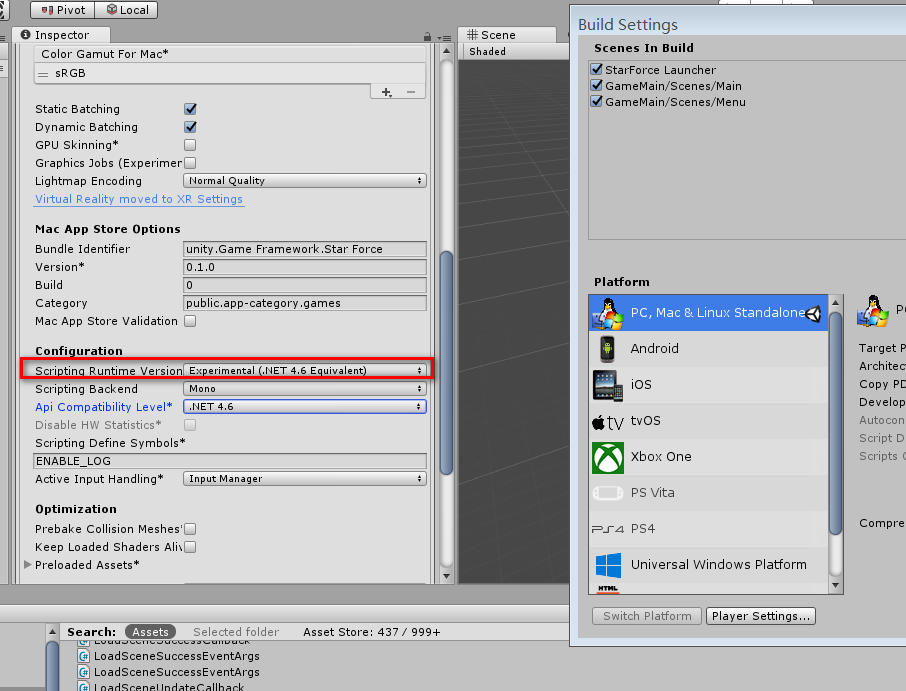 Pivot
Local
Inspector
Color Gamut For Mac*
sRGB
Static Batching
Dynamic Batching
GPU Skinning*
Graphics Jobs (Experimen
Lightmap Encoding
Normal Quality
Virtual Reality moved to XR Settings
Mac App Store Options
Bundle Identifier
unity.Game Framework.Star Force
Version*
0.1.0
Build
0
Category
public.app-category.games
Mac App Store Validation
Configuration
Scripting Runtime Version
Experimental (.NET 4.6 Equivalent)
Scripting Backend
Mono
Api Compatibility Level*
.NET 4.6
Disable HW Statistics*
Scripting Define Symbols*
ENABLE_LOG
Active Input Handling*
Input Manager
Optimization
Prebake Collision Meshes*
Keep Loaded Shaders Aliv
Preloaded Assets*
Scene
Shaded
Build Settings
Scenes In Build
StarForce Launcher
GameMain/Scenes/Main
GameMain/Scenes/Menu
Platform
PC, Mac & Linux Standalone
Android
iOS
tv tvOS
Xbox One
PS Vita
PS4 PS4
Universal Windows Platform
HTML
Switch Platform
Player Settings...
PC
Target P
Architec
Copy PD
Develop
Autocon
Script D
Scripts C
Compre
Search:
Assets
Selected folder
Asset Store: 437 / 999+
LoadSceneSuccessCallback
LoadSceneSuccessEventArgs
LoadSceneSuccessEventArgs
LoadSceneUpdateCallback